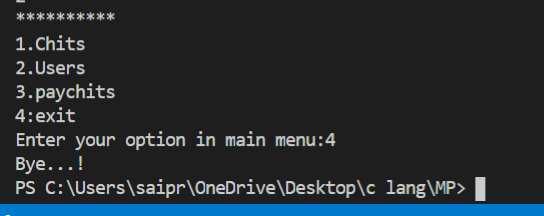 **********
1.Chits
2.Users
3.paychits
4:exit
Enter your option in main menu:4
Bye...!
PS C:\Users\saipr\OneDrive\Desktop\c lang\MP>